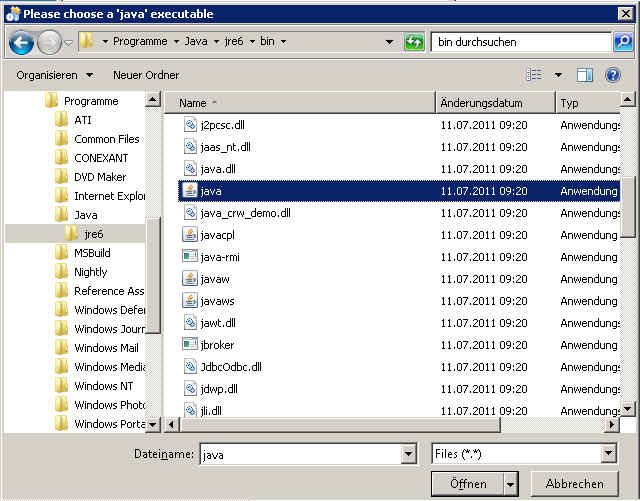 Please choose a 'java' executable
Programme Java jre6 bin
bin durchsuchen
Organisieren Neuer Ordner
Programme
ATI
Common Files
CONEXANT
DVD Maker
Internet Explor
Java
jre6
MSBuild
Nightly
Reference Ass
Windows Defen
Windows Journ
Windows Mail
Windows Media
Windows NT
Windows Photo
Windows Porta
Name Änderungsdatum Typ
j2pcsc.dll 11.07.2011 09:20 Anwendungs
jaas_nt.dll 11.07.2011 09:20 Anwendungs
java.dll 11.07.2011 09:20 Anwendungs
java 11.07.2011 09:20 Anwendung
java_crw_demo.dll 11.07.2011 09:20 Anwendungs
javacpl 11.07.2011 09:20 Anwendung
java-rmi 11.07.2011 09:20 Anwendung
javaw 11.07.2011 09:20 Anwendung
javaws 11.07.2011 09:20 Anwendung
jawt.dll 11.07.2011 09:20 Anwendungs
jbroker 11.07.2011 09:20 Anwendung
JdbcOdbc.dll 11.07.2011 09:20 Anwendungs
jdwp.dll 11.07.2011 09:20 Anwendungs
jli.dll 11.07.2011 09:20 Anwendungs
Dateiname: java Files (*.*)
Öffnen Abbrechen